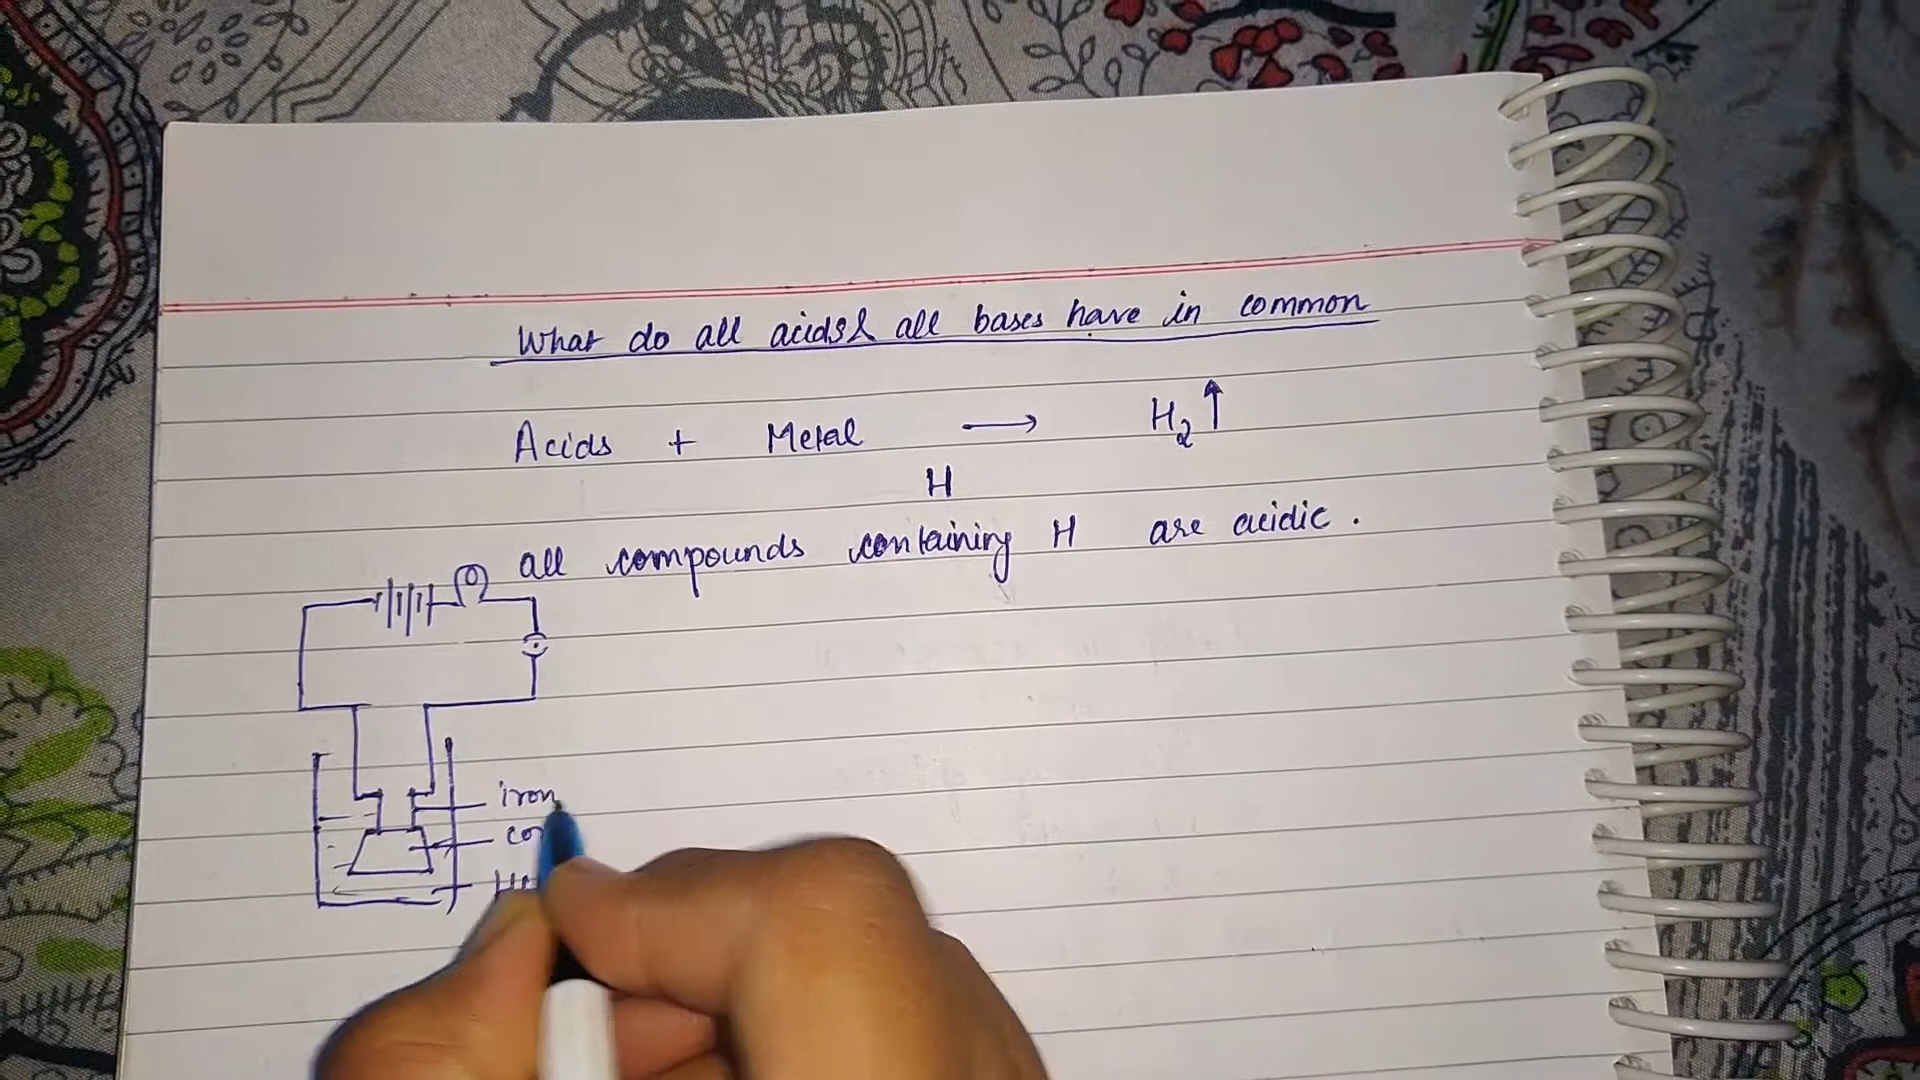 What do all acids & all bases have in common
Acids + Metal → H₂↑
H
all compounds containing H are acidic.
iron